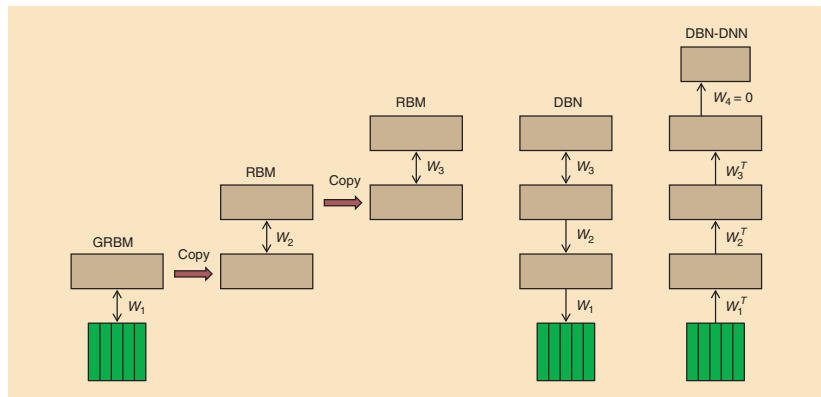 GRBM
W₁
Copy
RBM
W₂
Copy
RBM
W₃
DBN
W₃
W₂
W₁
DBN-DNN
W₄ = 0
W₃ᵀ
W₂ᵀ
W₁ᵀ